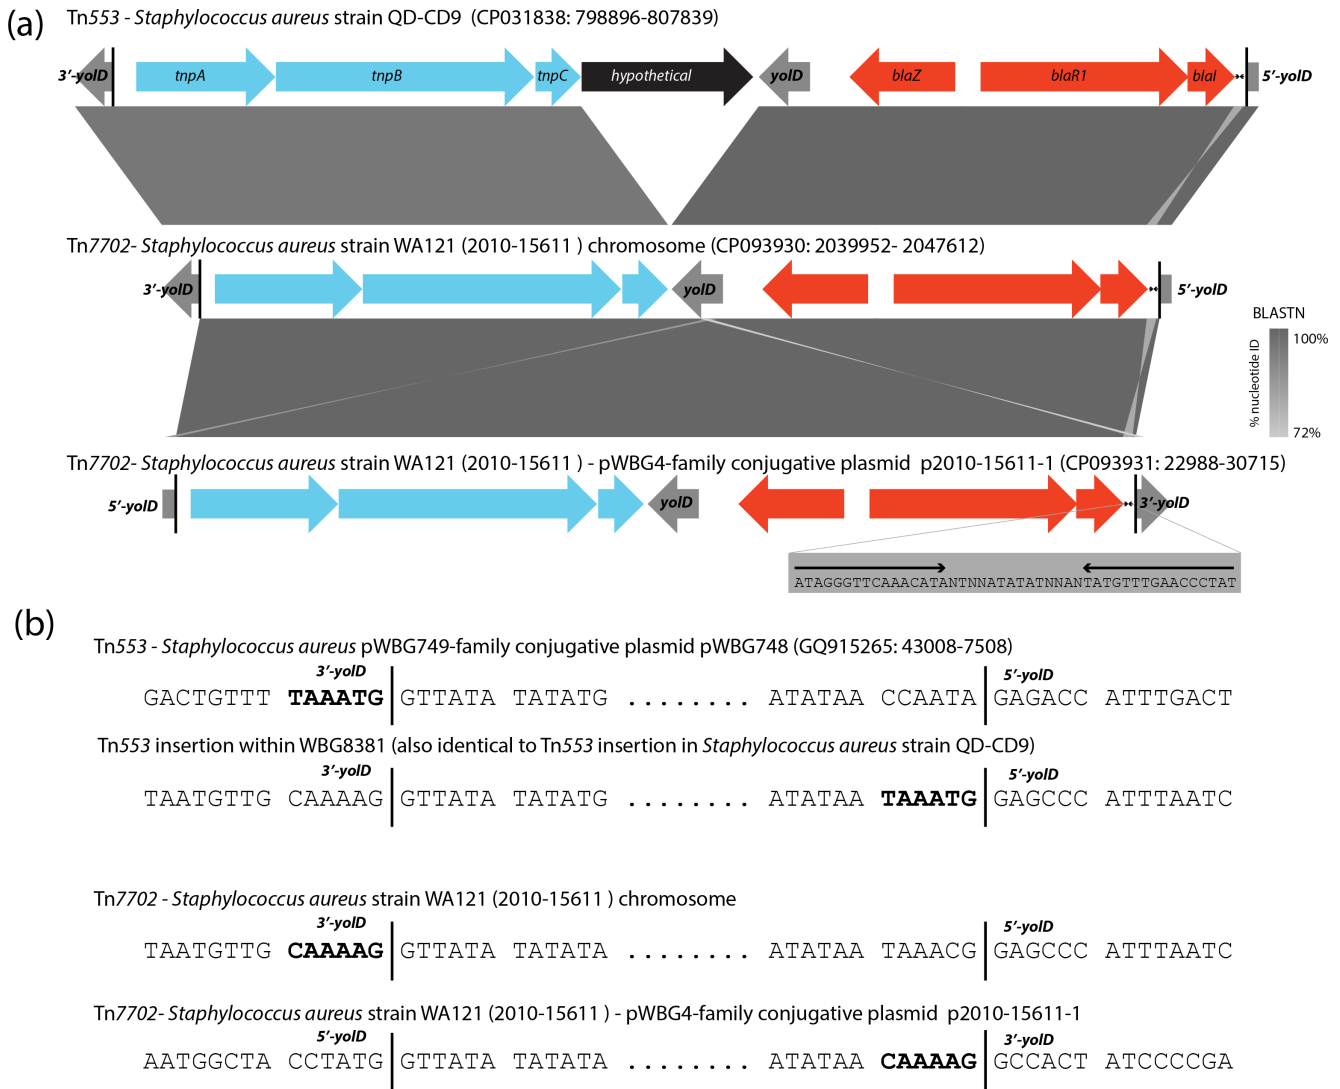 (a)
Tn553 - Staphylococcus aureus strain QD-CD9 (CP031838: 798896-807839)
3′-yolD tnpA tnpB tnpC hypothetical yolD blaZ blaR1 blaI 5′-yolD
Tn7702- Staphylococcus aureus strain WA121 (2010-15611 ) chromosome (CP093930: 2039952- 2047612)
3′-yolD yolD 5′-yolD
BLASTN
% nucleotide ID
100%
72%
Tn7702- Staphylococcus aureus strain WA121 (2010-15611 ) - pWBG4-family conjugative plasmid p2010-15611-1 (CP093931: 22988-30715)
5′-yolD yolD 3′-yolD
ATAGGGTTCAAACATANTNNATATATNNANTATGTTTGAACCCTAT
(b)
Tn553 - Staphylococcus aureus pWBG749-family conjugative plasmid pWBG748 (GQ915265: 43008-7508)
3′-yolD 5′-yolD
GACTGTTT TAAATG GTTATA TATATG ........ ATATAA CCAATA GAGACC ATTTGACT
Tn553 insertion within WBG8381 (also identical to Tn553 insertion in Staphylococcus aureus strain QD-CD9)
3′-yolD 5′-yolD
TAATGTTG CAAAAG GTTATA TATATG ........ ATATAA TAAATG GAGCCC ATTTAATC
Tn7702 - Staphylococcus aureus strain WA121 (2010-15611 ) chromosome
3′-yolD 5′-yolD
TAATGTTG CAAAAG GTTATA TATATA ........ ATATAA TAAACG GAGCCC ATTTAATC
Tn7702- Staphylococcus aureus strain WA121 (2010-15611 ) - pWBG4-family conjugative plasmid p2010-15611-1
5′-yolD 3′-yolD
AATGGCTA CCTATG GTTATA TATATA ........ ATATAA CAAAAG GCCACT ATCCCCGA